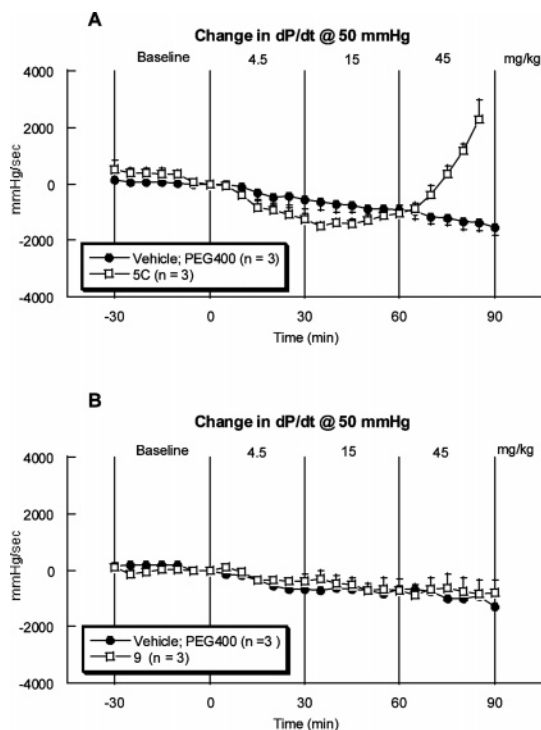 A
Change in dP/dt @ 50 mmHg
Baseline 4.5 15 45 mg/kg
4000
2000
0
-2000
-4000
mmHg/sec
Vehicle; PEG400 (n = 3)
5C (n = 3)
-30 0 30 60 90
Time (min)
B
Change in dP/dt @ 50 mmHg
Baseline 4.5 15 45 mg/kg
4000
2000
0
-2000
-4000
mmHg/sec
Vehicle; PEG400 (n =3 )
9 (n = 3)
-30 0 30 60 90
Time (min)